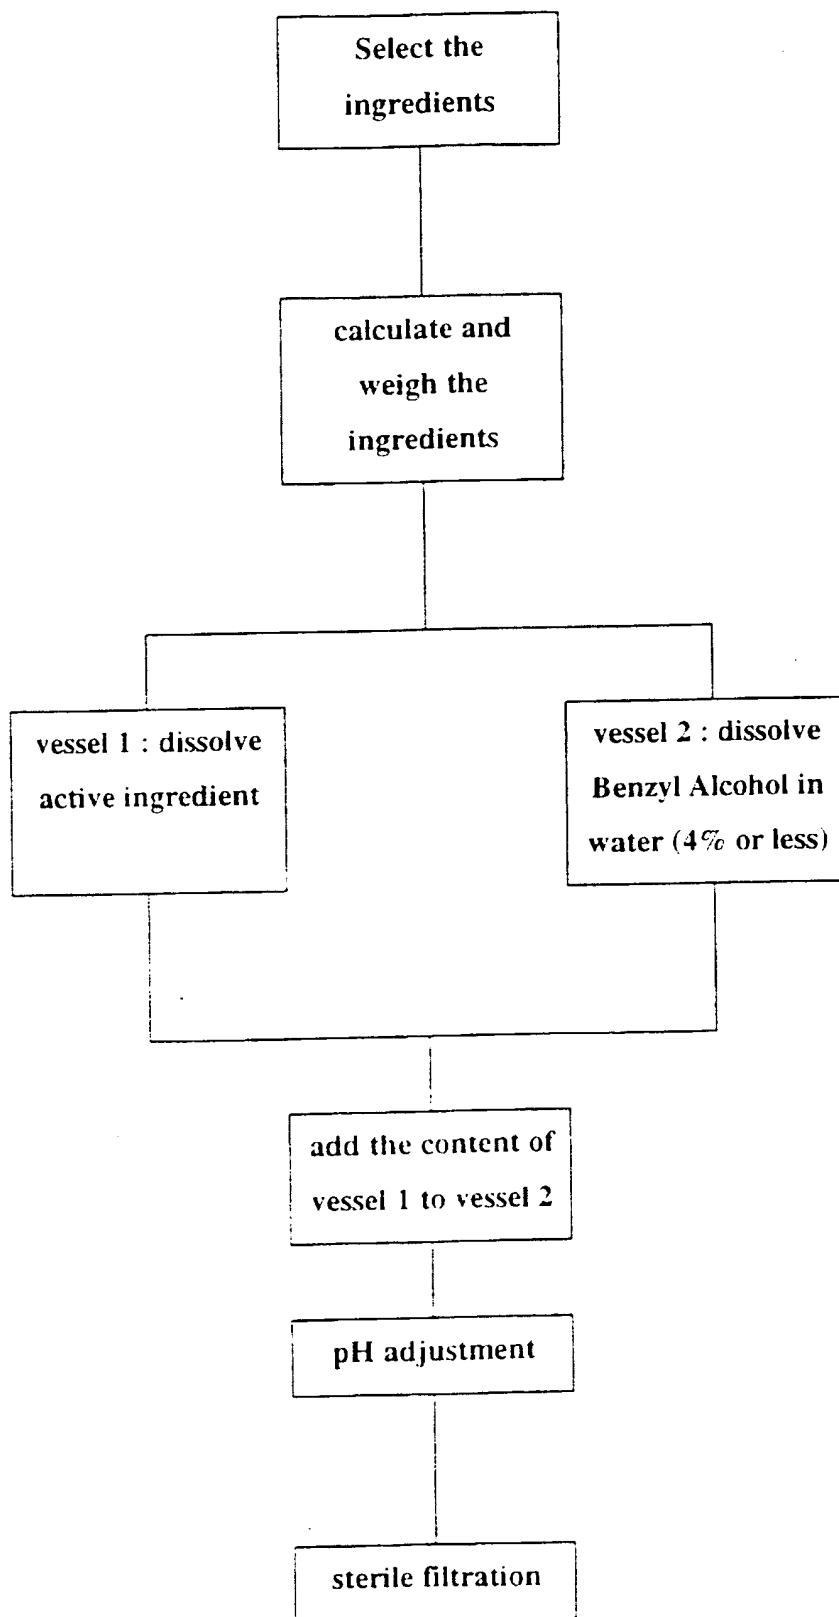 Select the
ingredients
calculate and
weigh the
ingredients
vessel 1 : dissolve
active ingredient
vessel 2 : dissolve
Benzyl Alcohol in
water (4% or less)
add the content of
vessel 1 to vessel 2
pH adjustment
sterile filtration